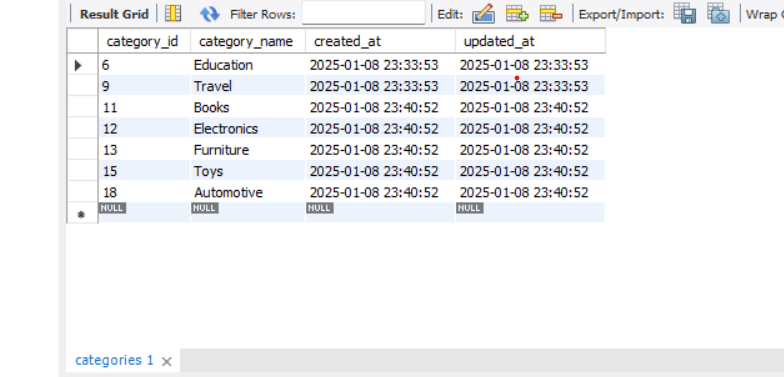 Result Grid Filter Rows: Edit: Export/Import: Wrap
category_id category_name created_at updated_at
6 Education 2025-01-08 23:33:53 2025-01-08 23:33:53
9 Travel 2025-01-08 23:33:53 2025-01-08 23:33:53
11 Books 2025-01-08 23:40:52 2025-01-08 23:40:52
12 Electronics 2025-01-08 23:40:52 2025-01-08 23:40:52
13 Furniture 2025-01-08 23:40:52 2025-01-08 23:40:52
15 Toys 2025-01-08 23:40:52 2025-01-08 23:40:52
18 Automotive 2025-01-08 23:40:52 2025-01-08 23:40:52
NULL NULL NULL NULL
categories 1